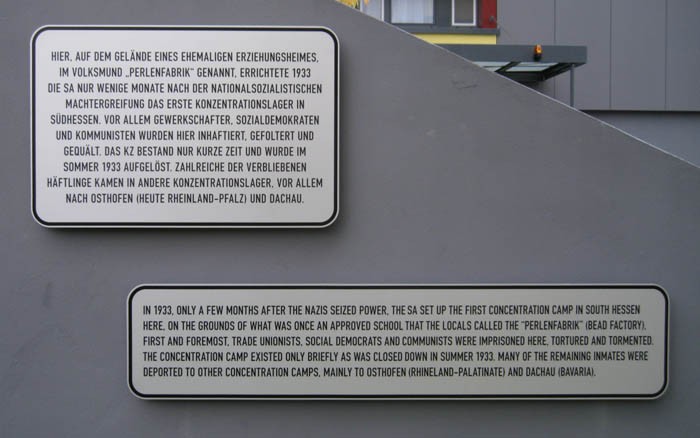 HIER, AUF DEM GELÄNDE EINES EHEMALIGEN ERZIEHUNGSHEIMES,
IM VOLKSMUND „PERLENFABRIK“ GENANNT, ERRICHTETE 1933
DIE SA NUR WENIGE MONATE NACH DER NATIONALSOZIALISTISCHEN
MACHTERGREIFUNG DAS ERSTE KONZENTRATIONSLAGER IN
SÜDHESSEN. VOR ALLEM GEWERKSCHAFTER, SOZIALDEMOKRATEN
UND KOMMUNISTEN WURDEN HIER INHAFTIERT, GEFOLTERT UND
GEQUÄLT. DAS KZ BESTAND NUR KURZE ZEIT UND WURDE IM
SOMMER 1933 AUFGELÖST. ZAHLREICHE DER VERBLIEBENEN
HÄFTLINGE KAMEN IN ANDERE KONZENTRATIONSLAGER, VOR ALLEM
NACH OSTHOFEN (HEUTE RHEINLAND-PFALZ) UND DACHAU.
IN 1933, ONLY A FEW MONTHS AFTER THE NAZIS SEIZED POWER, THE SA SET UP THE FIRST CONCENTRATION CAMP IN SOUTH HESSEN
HERE, ON THE GROUNDS OF WHAT WAS ONCE AN APPROVED SCHOOL THAT THE LOCALS CALLED THE "PERLENFABRIK" (BEAD FACTORY).
FIRST AND FOREMOST, TRADE UNIONISTS, SOCIAL DEMOCRATS AND COMMUNISTS WERE IMPRISONED HERE, TORTURED AND TORMENTED.
THE CONCENTRATION CAMP EXISTED ONLY BRIEFLY AS WAS CLOSED DOWN IN SUMMER 1933. MANY OF THE REMAINING INMATES WERE
DEPORTED TO OTHER CONCENTRATION CAMPS, MAINLY TO OSTHOFEN (RHINELAND-PALATINATE) AND DACHAU (BAVARIA).